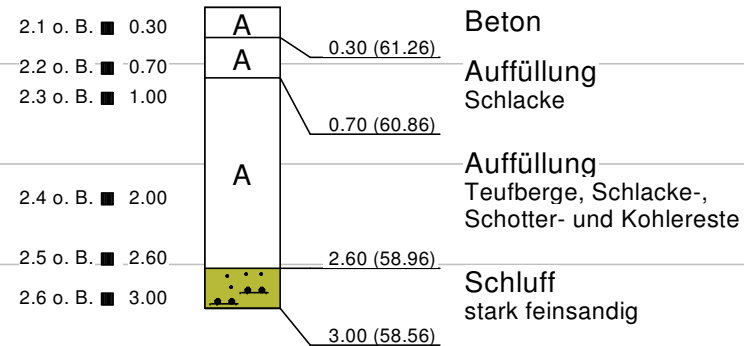 2.1 o. B. 0.30
A
Beton
0.30 (61.26)
2.2 o. B. 0.70
A
Auffüllung
Schlacke
2.3 o. B. 1.00
0.70 (60.86)
A
Auffüllung
Teufberge, Schlacke-,
Schotter- und Kohlereste
2.4 o. B. 2.00
2.5 o. B. 2.60
2.60 (58.96)
Schluff
stark feinsandig
2.6 o. B. 3.00
3.00 (58.56)